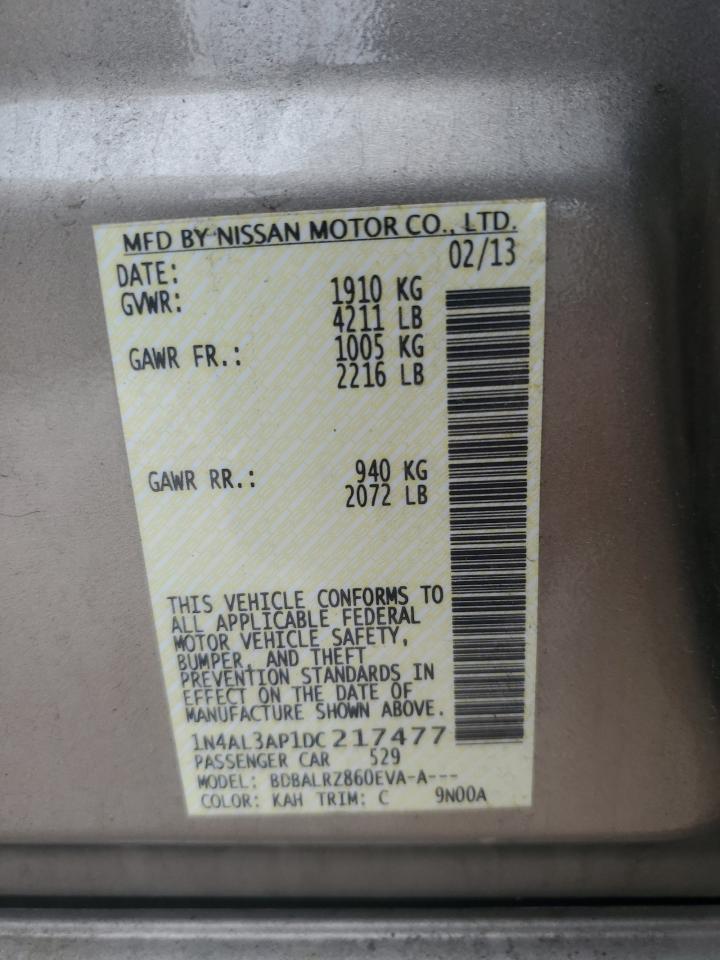 MFD BY NISSAN MOTOR CO., LTD.
DATE: 02/13
GVWR: 1910 KG
4211 LB
GAWR FR.: 1005 KG
2216 LB
GAWR RR.: 940 KG
2072 LB
THIS VEHICLE CONFORMS TO
ALL APPLICABLE FEDERAL
MOTOR VEHICLE SAFETY,
BUMPER, AND THEFT
PREVENTION STANDARDS IN
EFFECT ON THE DATE OF
MANUFACTURE SHOWN ABOVE.
1N4AL3AP1DC217477
PASSENGER CAR 529
MODEL: BDBALRZ860EVA-A---
COLOR: KAH TRIM: C 9N00A